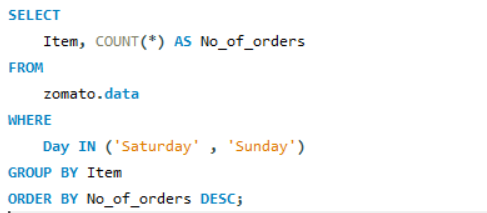 SELECT
Item, COUNT(*) AS No_of_orders
FROM
zomato.data
WHERE
Day IN ('Saturday' , 'Sunday')
GROUP BY Item
ORDER BY No_of_orders DESC;